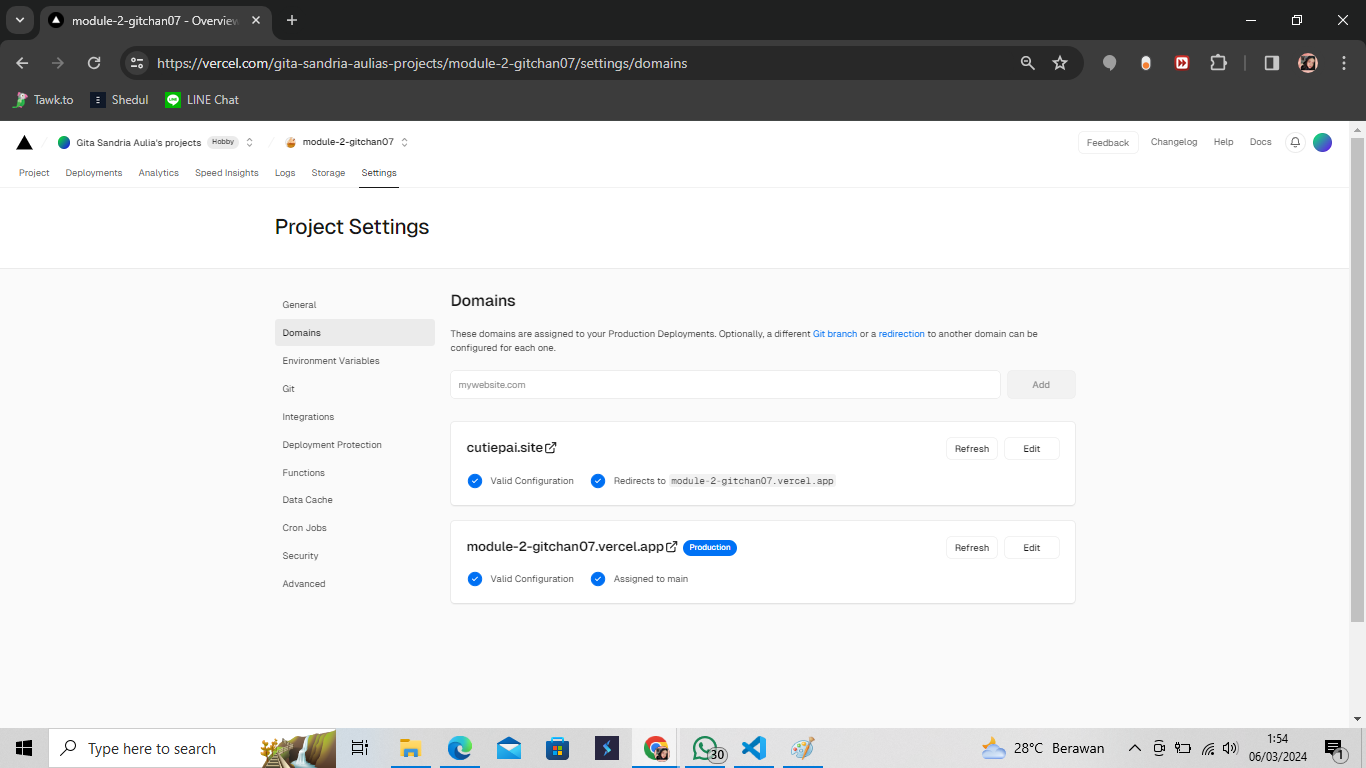 module-2-gitchan07 - Overview
https://vercel.com/gita-sandria-aulias-projects/module-2-gitchan07/settings/domains
Tawk.to Shedul LINE Chat
Gita Sandria Aulia's projects Hobby module-2-gitchan07 Feedback Changelog Help Docs
Project Deployments Analytics Speed Insights Logs Storage Settings
Project Settings
General
Domains
Environment Variables
Git
Integrations
Deployment Protection
Functions
Data Cache
Cron Jobs
Security
Advanced
Domains
These domains are assigned to your Production Deployments. Optionally, a different Git branch or a redirection to another domain can be
configured for each one.
mywebsite.com Add
cutiepai.site Refresh Edit
Valid Configuration Redirects to module-2-gitchan07.vercel.app
module-2-gitchan07.vercel.app Production Refresh Edit
Valid Configuration Assigned to main
Type here to search 30 28°C Berawan 1:54
06/03/2024 1